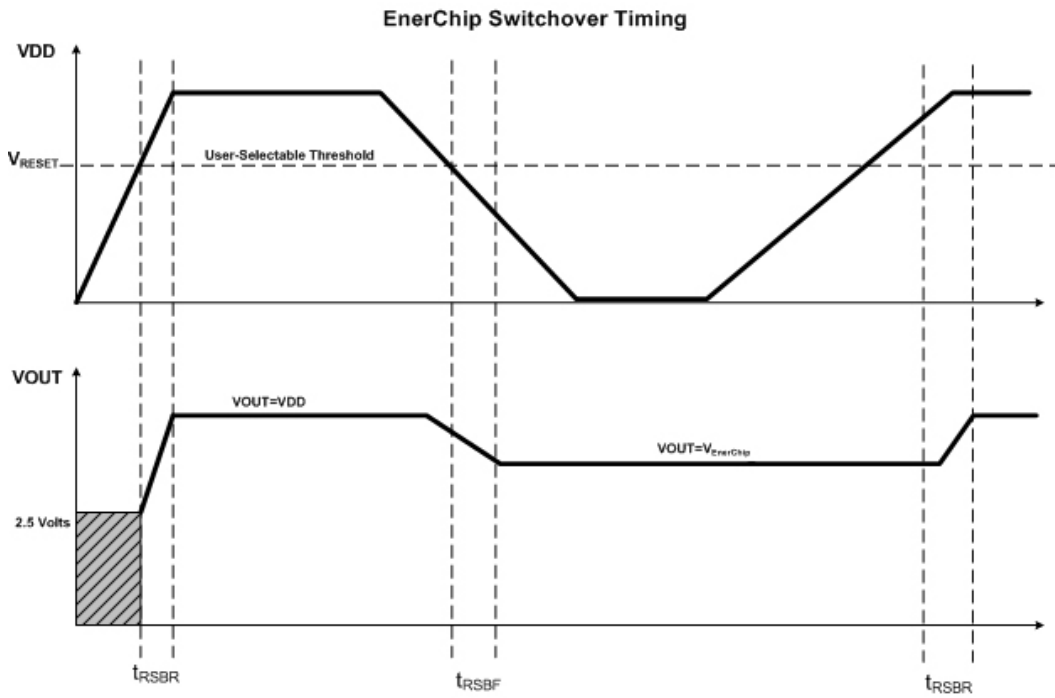 EnerChip Switchover Timing
VDD
VRESET
User-Selectable Threshold
VOUT
VOUT=VDD
VOUT=VEnerChip
2.5 Volts
tRSBR
tRSBF
tRSBR